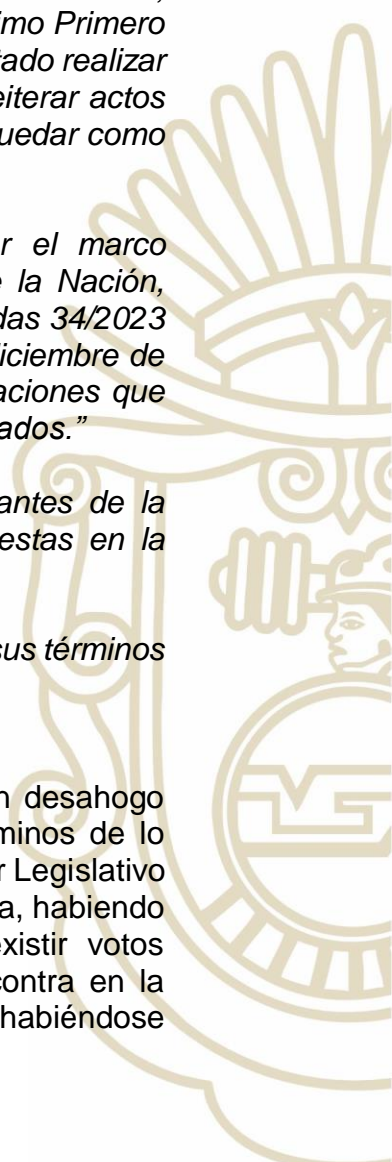 imo Primero
tado realizar
eiterar actos
uedar como
r el marco
e la Nación,
das 34/2023
diciembre de
aciones que
ados.”
antes de la
estas en la
sus términos
n desahogo
minos de lo
r Legislativo
a, habiendo
existir votos
contra en la
habiéndose